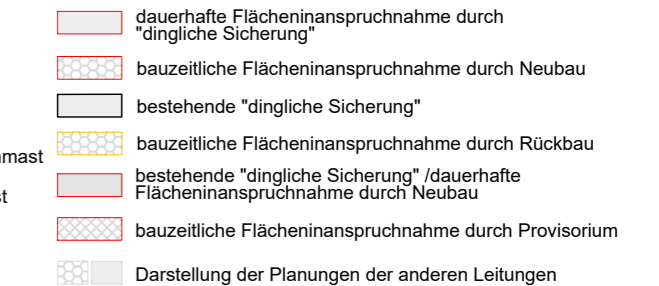 dauerhafte Flächeninanspruchnahme durch
"dingliche Sicherung"
bauzeitliche Flächeninanspruchnahme durch Neubau
bestehende "dingliche Sicherung"
bauzeitliche Flächeninanspruchnahme durch Rückbau
bestehende "dingliche Sicherung" /dauerhafte
Flächeninanspruchnahme durch Neubau
bauzeitliche Flächeninanspruchnahme durch Provisorium
Darstellung der Planungen der anderen Leitungen